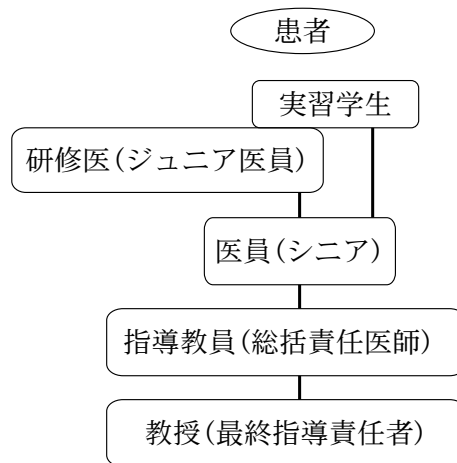 患者
実習学生
研修医(ジュニア医員)
医員(シニア)
指導教員(総括責任医師)
教授(最終指導責任者)